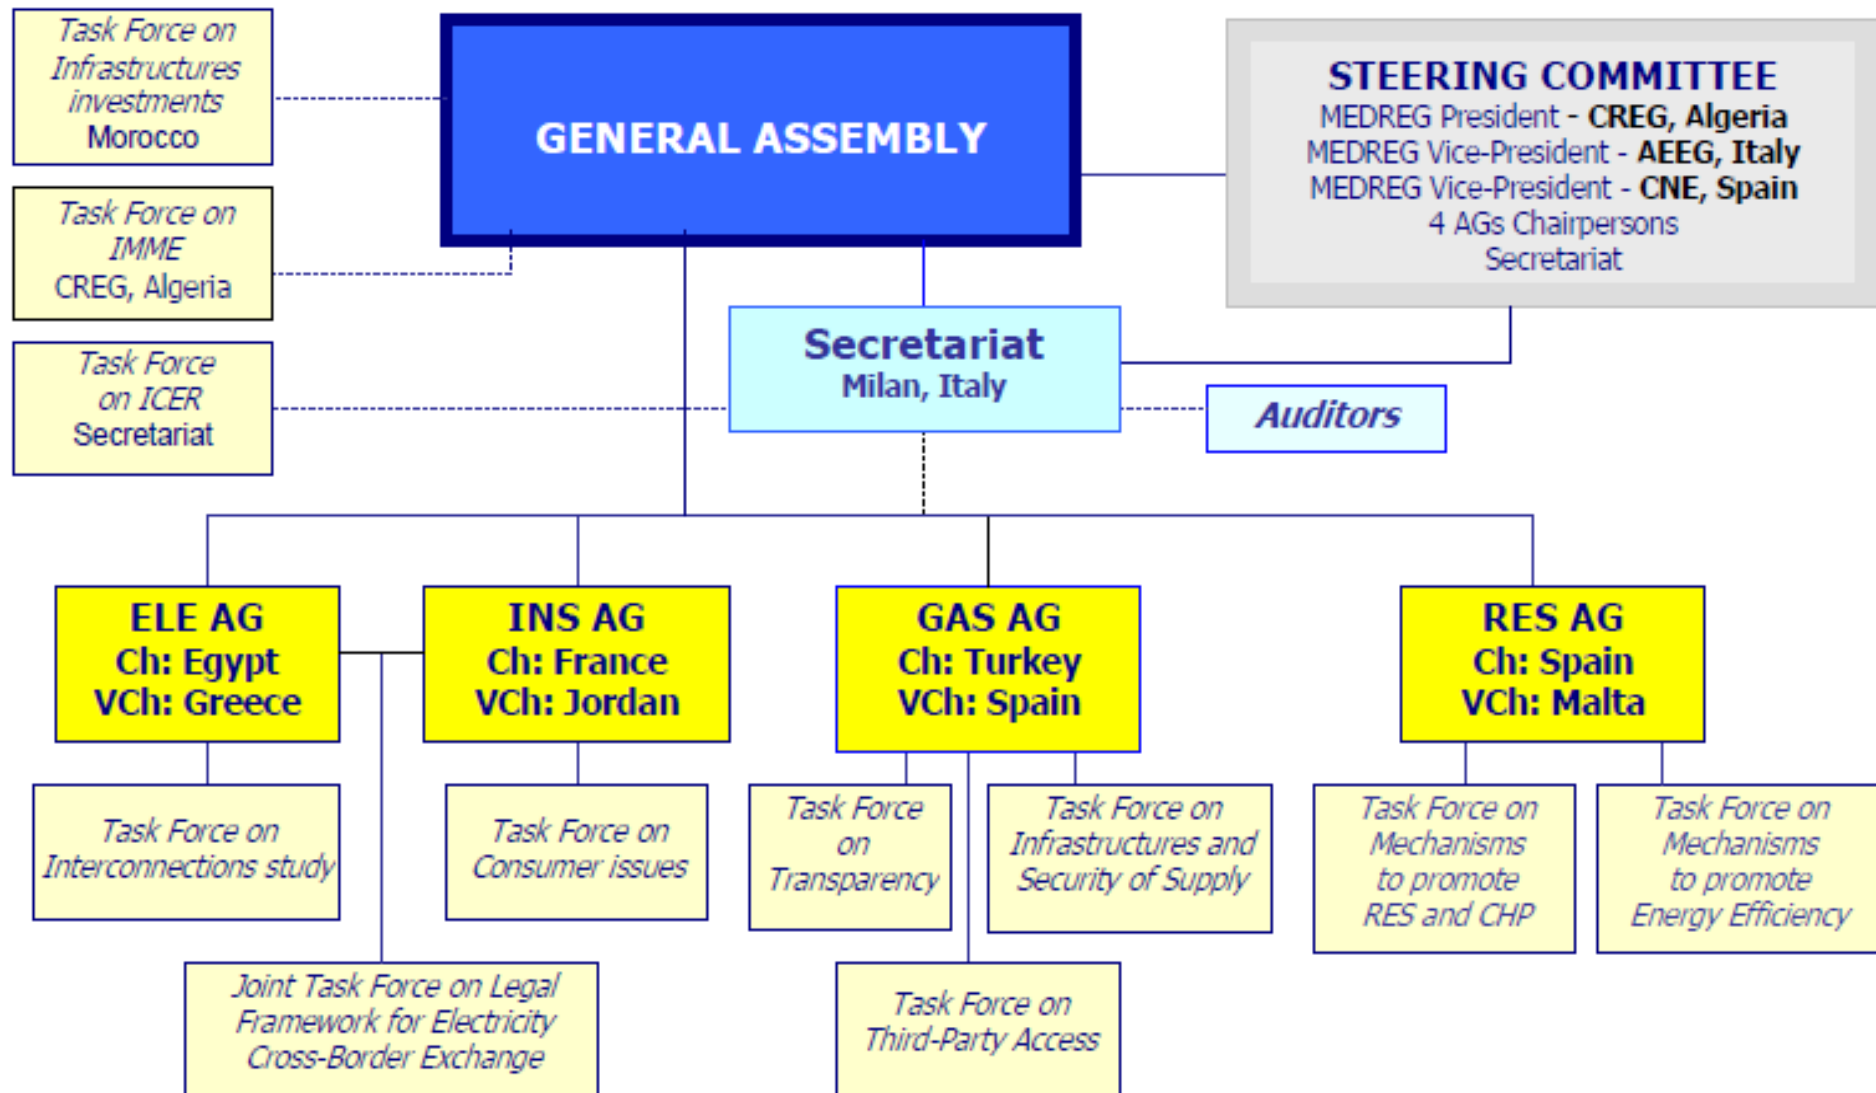 Task Force on
Infrastructures
investments
Morocco
GENERAL ASSEMBLY
STEERING COMMITTEE
MEDREG President - CREG, Algeria
MEDREG Vice-President - AEEG, Italy
MEDREG Vice-President - CNE, Spain
4 AGs Chairpersons
Secretariat
Task Force on
IMME
CREG, Algeria
Task Force
on ICER
Secretariat
Secretariat
Milan, Italy
Auditors
ELE AG
Ch: Egypt
VCh: Greece
INS AG
Ch: France
VCh: Jordan
GAS AG
Ch: Turkey
VCh: Spain
RES AG
Ch: Spain
VCh: Malta
Task Force on
Interconnections study
Task Force on
Consumer issues
Task Force
on
Transparency
Task Force on
Infrastructures and
Security of Supply
Task Force on
Mechanisms
to promote
RES and CHP
Task Force on
Mechanisms
to promote
Energy Efficiency
Joint Task Force on Legal
Framework for Electricity
Cross-Border Exchange
Task Force on
Third-Party Access